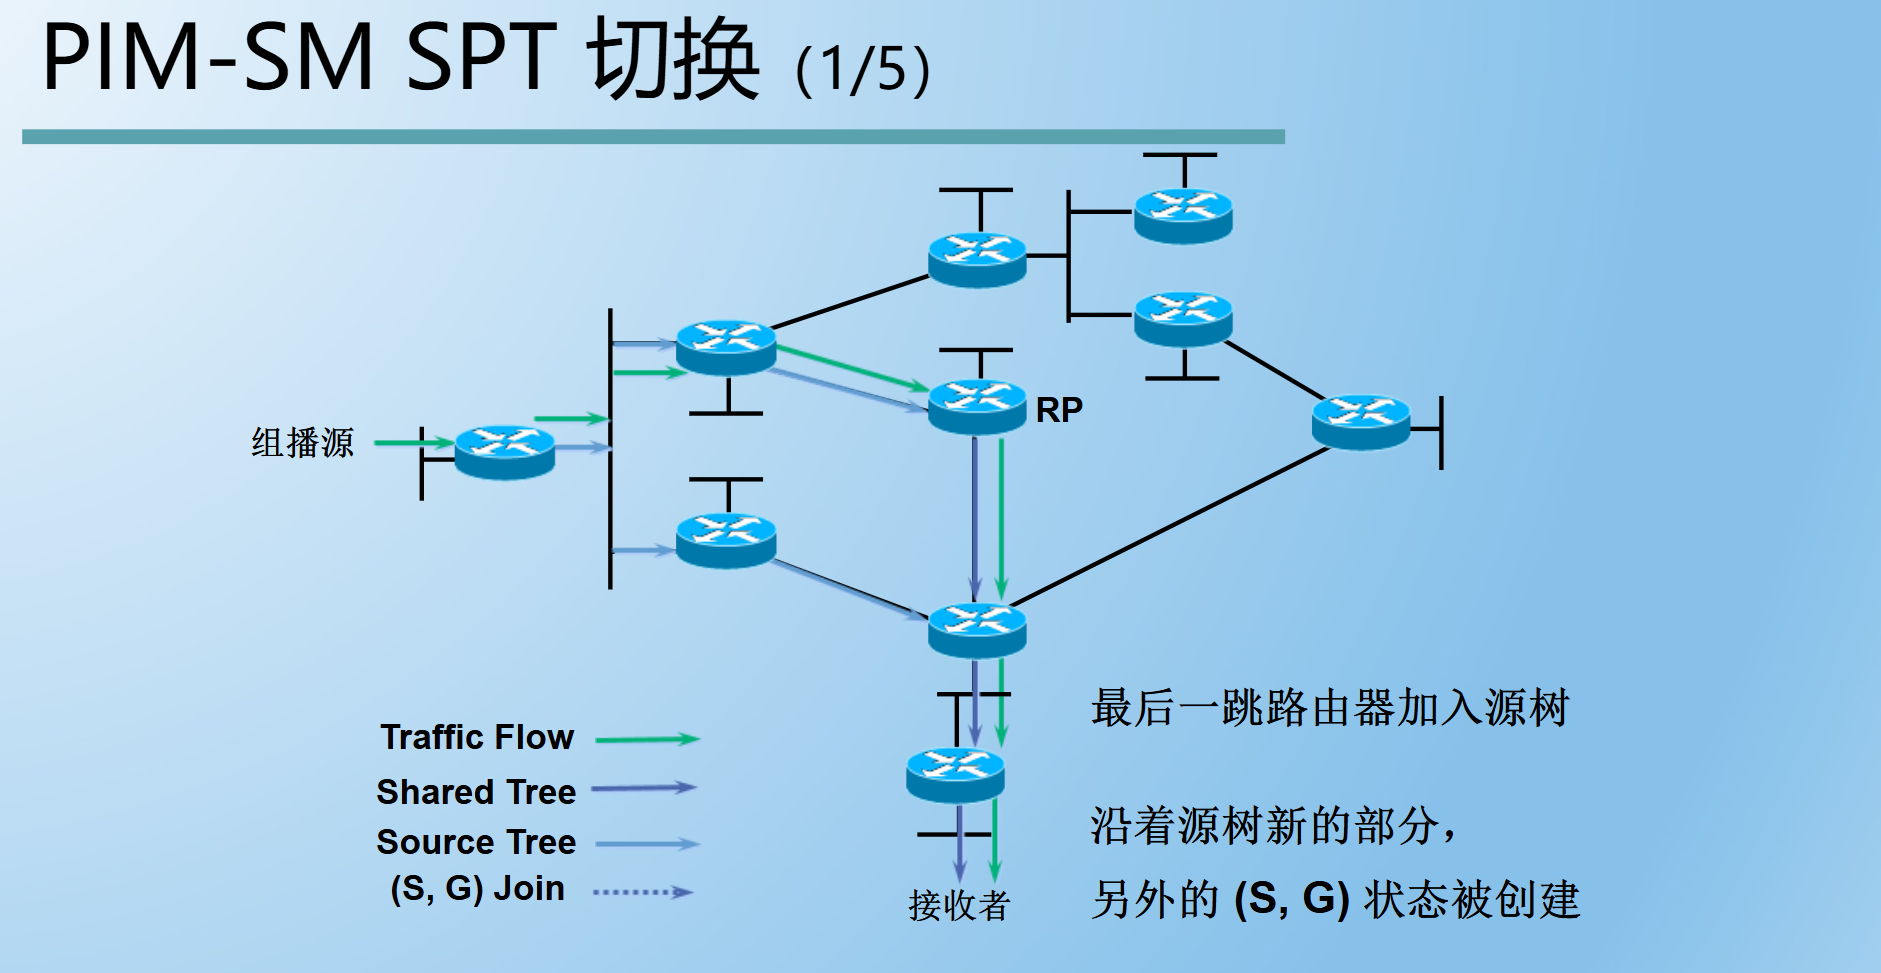 PIM-SM SPT 切换 (1/5)
RP
组播源
最后一跳路由器加入源树
Traffic Flow
Shared Tree
沿着源树新的部分，
Source Tree
(S, G) Join
另外的 (S, G) 状态被创建
接收者